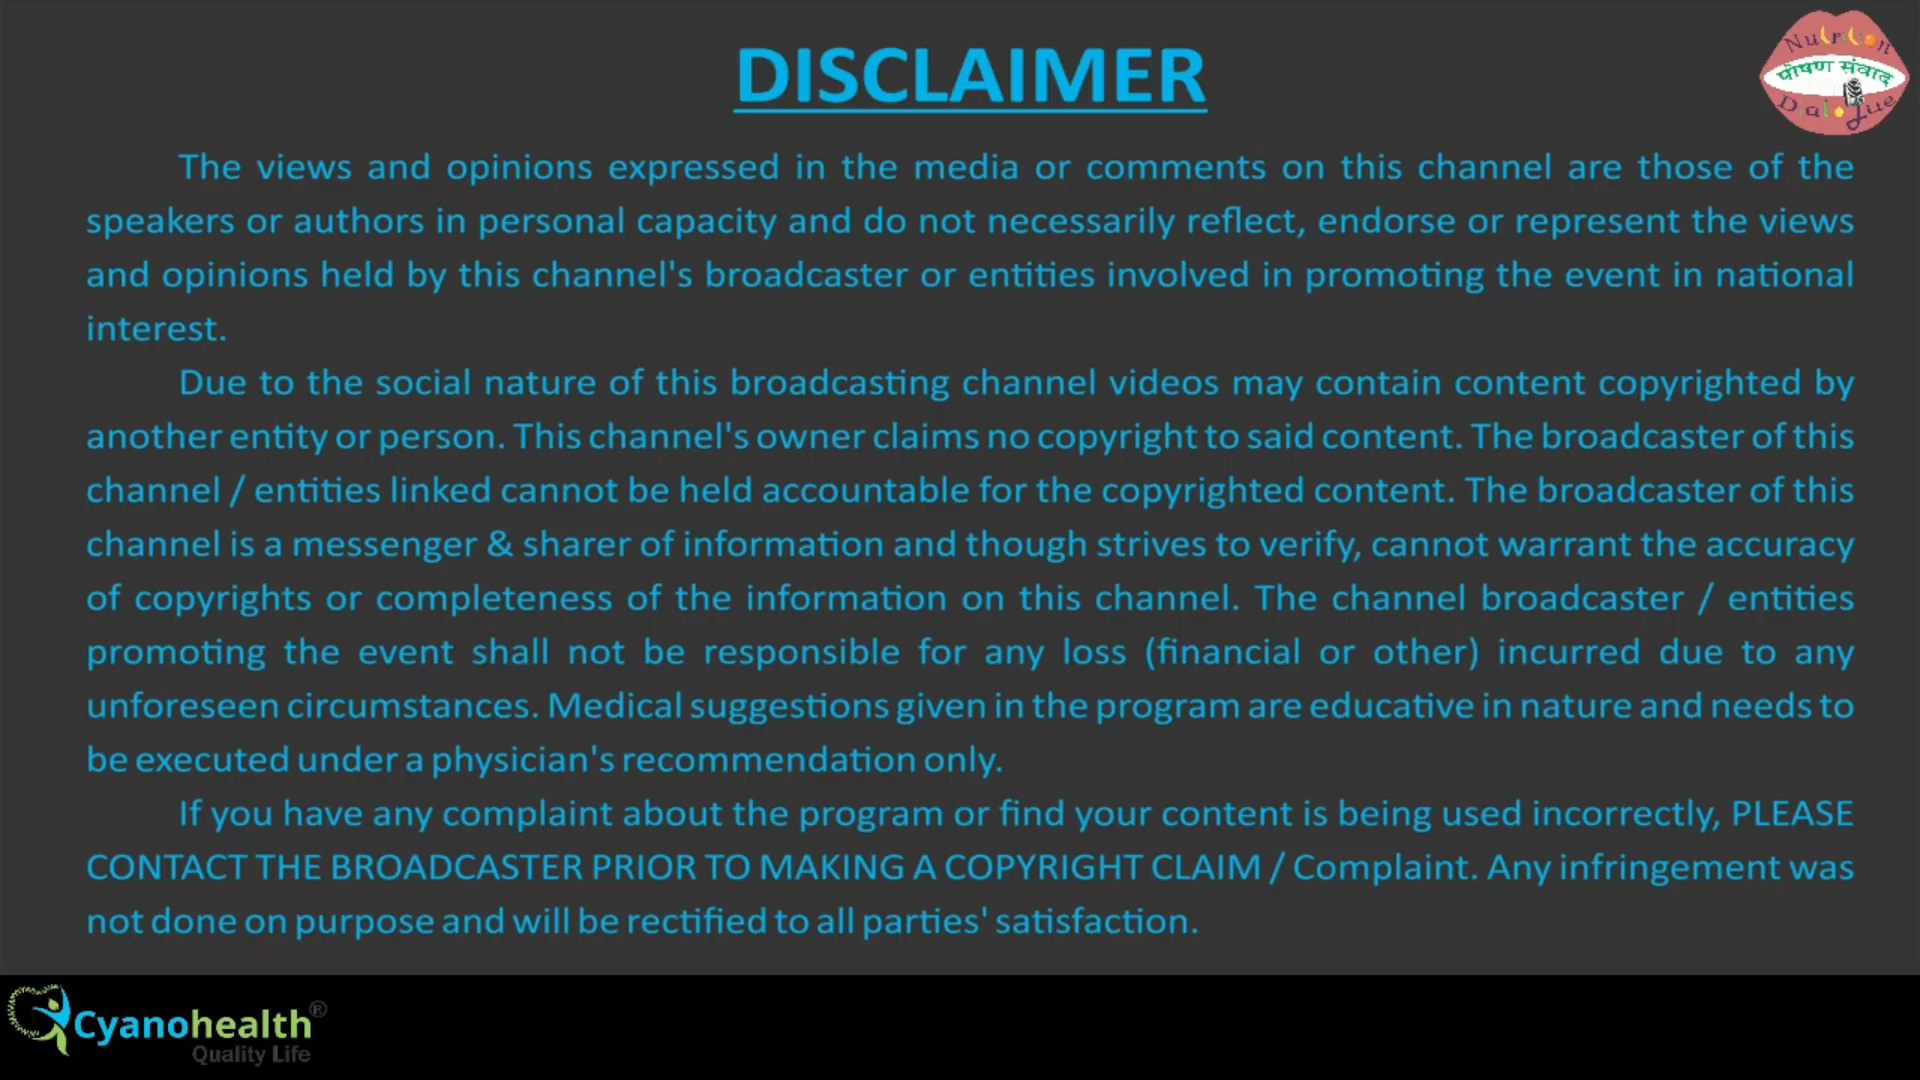 DISCLAIMER
Nutrition
पोषण संवाद
Dialogue
The views and opinions expressed in the media or comments on this channel are those of the
speakers or authors in personal capacity and do not necessarily reflect, endorse or represent the views
and opinions held by this channel's broadcaster or entities involved in promoting the event in national
interest.
Due to the social nature of this broadcasting channel videos may contain content copyrighted by
another entity or person. This channel's owner claims no copyright to said content. The broadcaster of this
channel / entities linked cannot be held accountable for the copyrighted content. The broadcaster of this
channel is a messenger & sharer of information and though strives to verify, cannot warrant the accuracy
of copyrights or completeness of the information on this channel. The channel broadcaster / entities
promoting the event shall not be responsible for any loss (financial or other) incurred due to any
unforeseen circumstances. Medical suggestions given in the program are educative in nature and needs to
be executed under a physician's recommendation only.
If you have any complaint about the program or find your content is being used incorrectly, PLEASE
CONTACT THE BROADCASTER PRIOR TO MAKING A COPYRIGHT CLAIM / Complaint. Any infringement was
not done on purpose and will be rectified to all parties' satisfaction.
Cyanohealth®
Quality Life